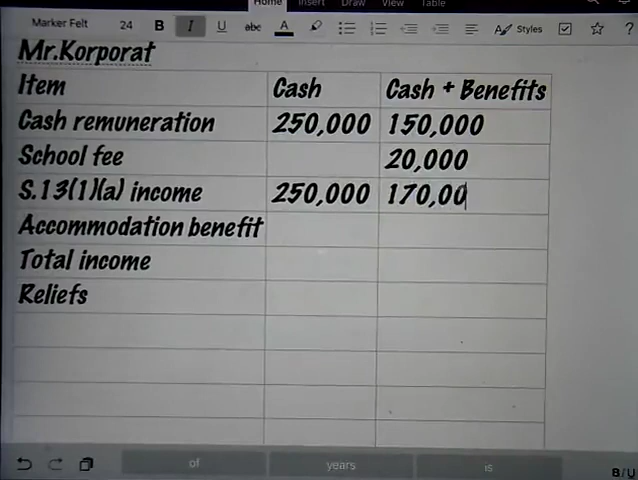 Home Insert Draw View Table
Marker Felt 24 B I U abc A Styles ?
Mr.Korporat
Item Cash Cash + Benefits
Cash remuneration 250,000 150,000
School fee 20,000
S.13(1)(a) income 250,000 170,00
Accommodation benefit
Total income
Reliefs
of years is
B/U